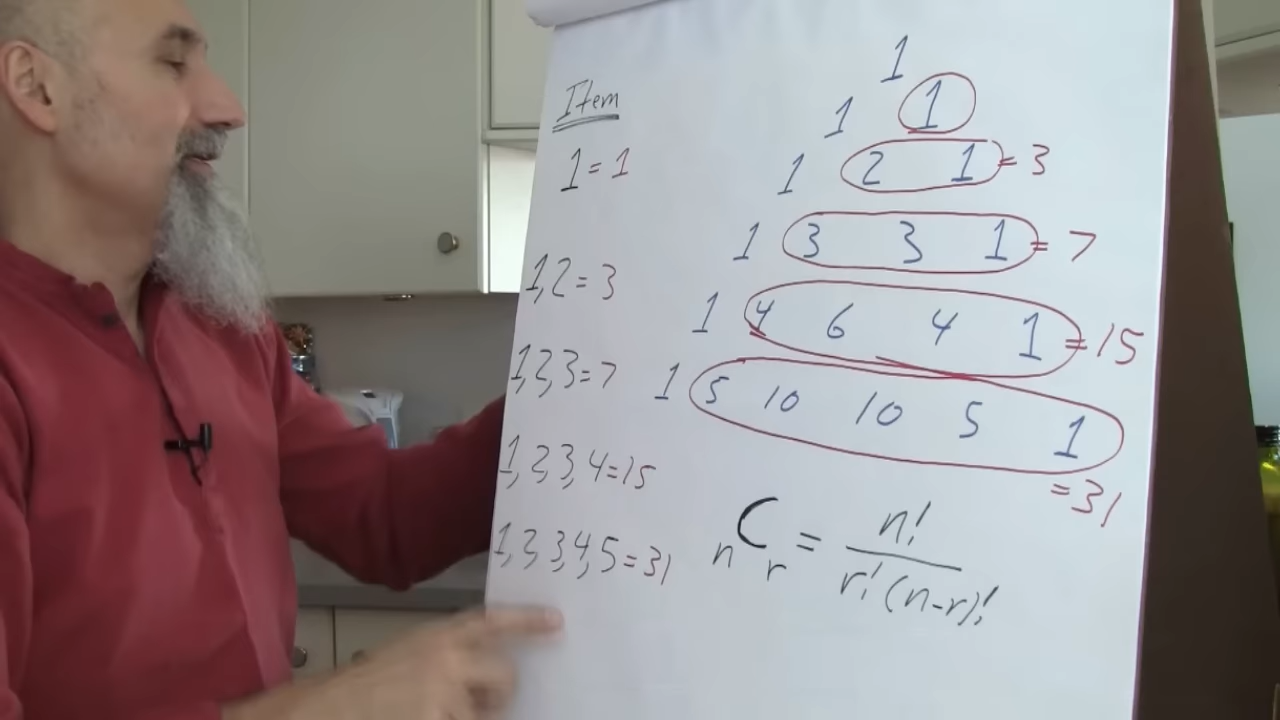 Item
1 = 1
1, 2 = 3
1, 2, 3 = 7
1, 2, 3, 4 = 15
1, 2, 3, 4, 5 = 31
1
1 1
1 2 1 = 3
1 3 3 1 = 7
1 4 6 4 1 = 15
1 5 10 10 5 1
= 31
nCr = n!
r!(n-r)!